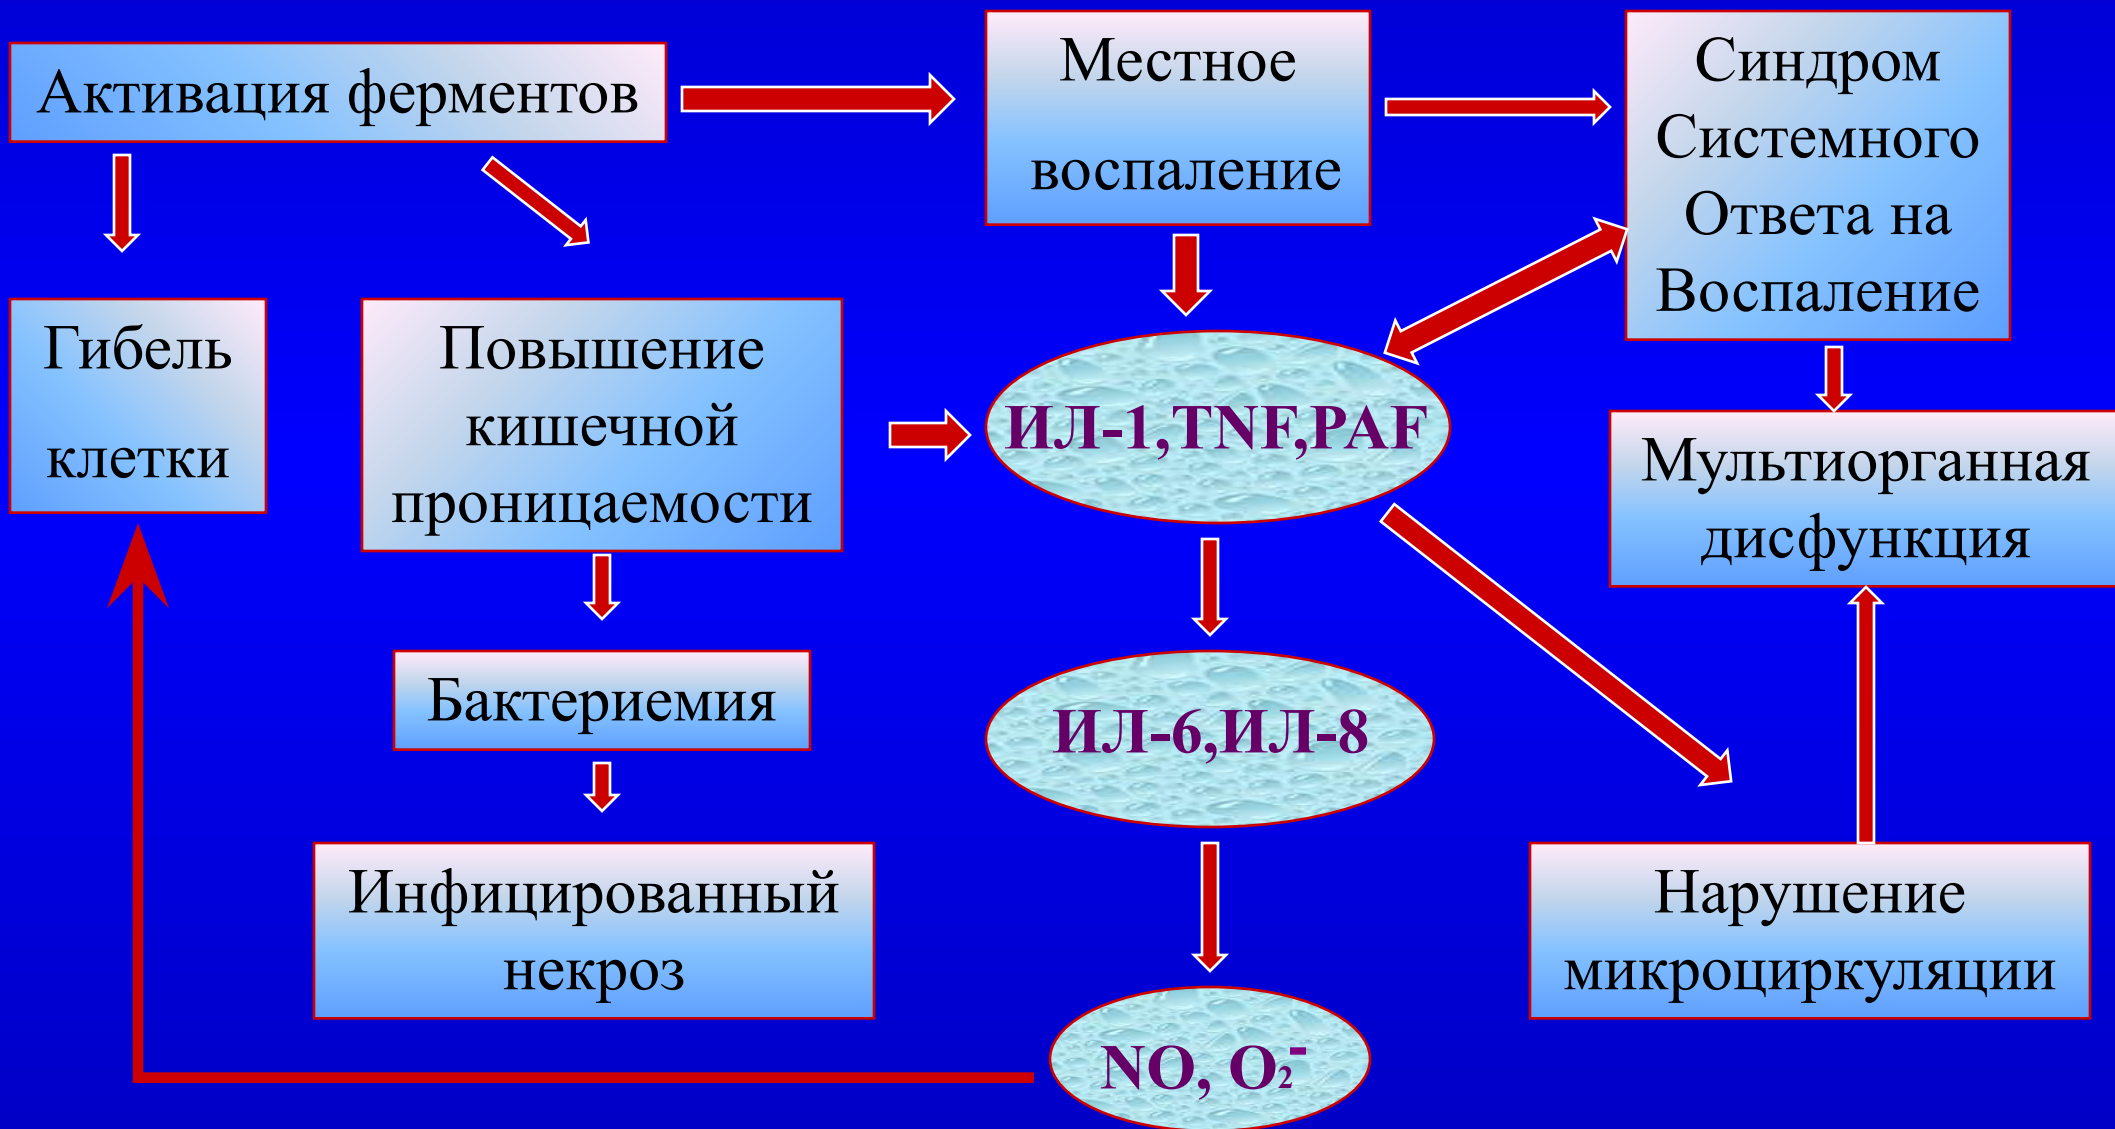 Активация ферментов
Местное
воспаление
Синдром
Системного
Ответа на
Воспаление
Гибель
клетки
Повышение
кишечной
проницаемости
ИЛ-1,TNF,PAF
Мультиорганная
дисфункция
Бактериемия
ИЛ-6,ИЛ-8
Инфицированный
некроз
Нарушение
микроциркуляции
NO, O₂⁻